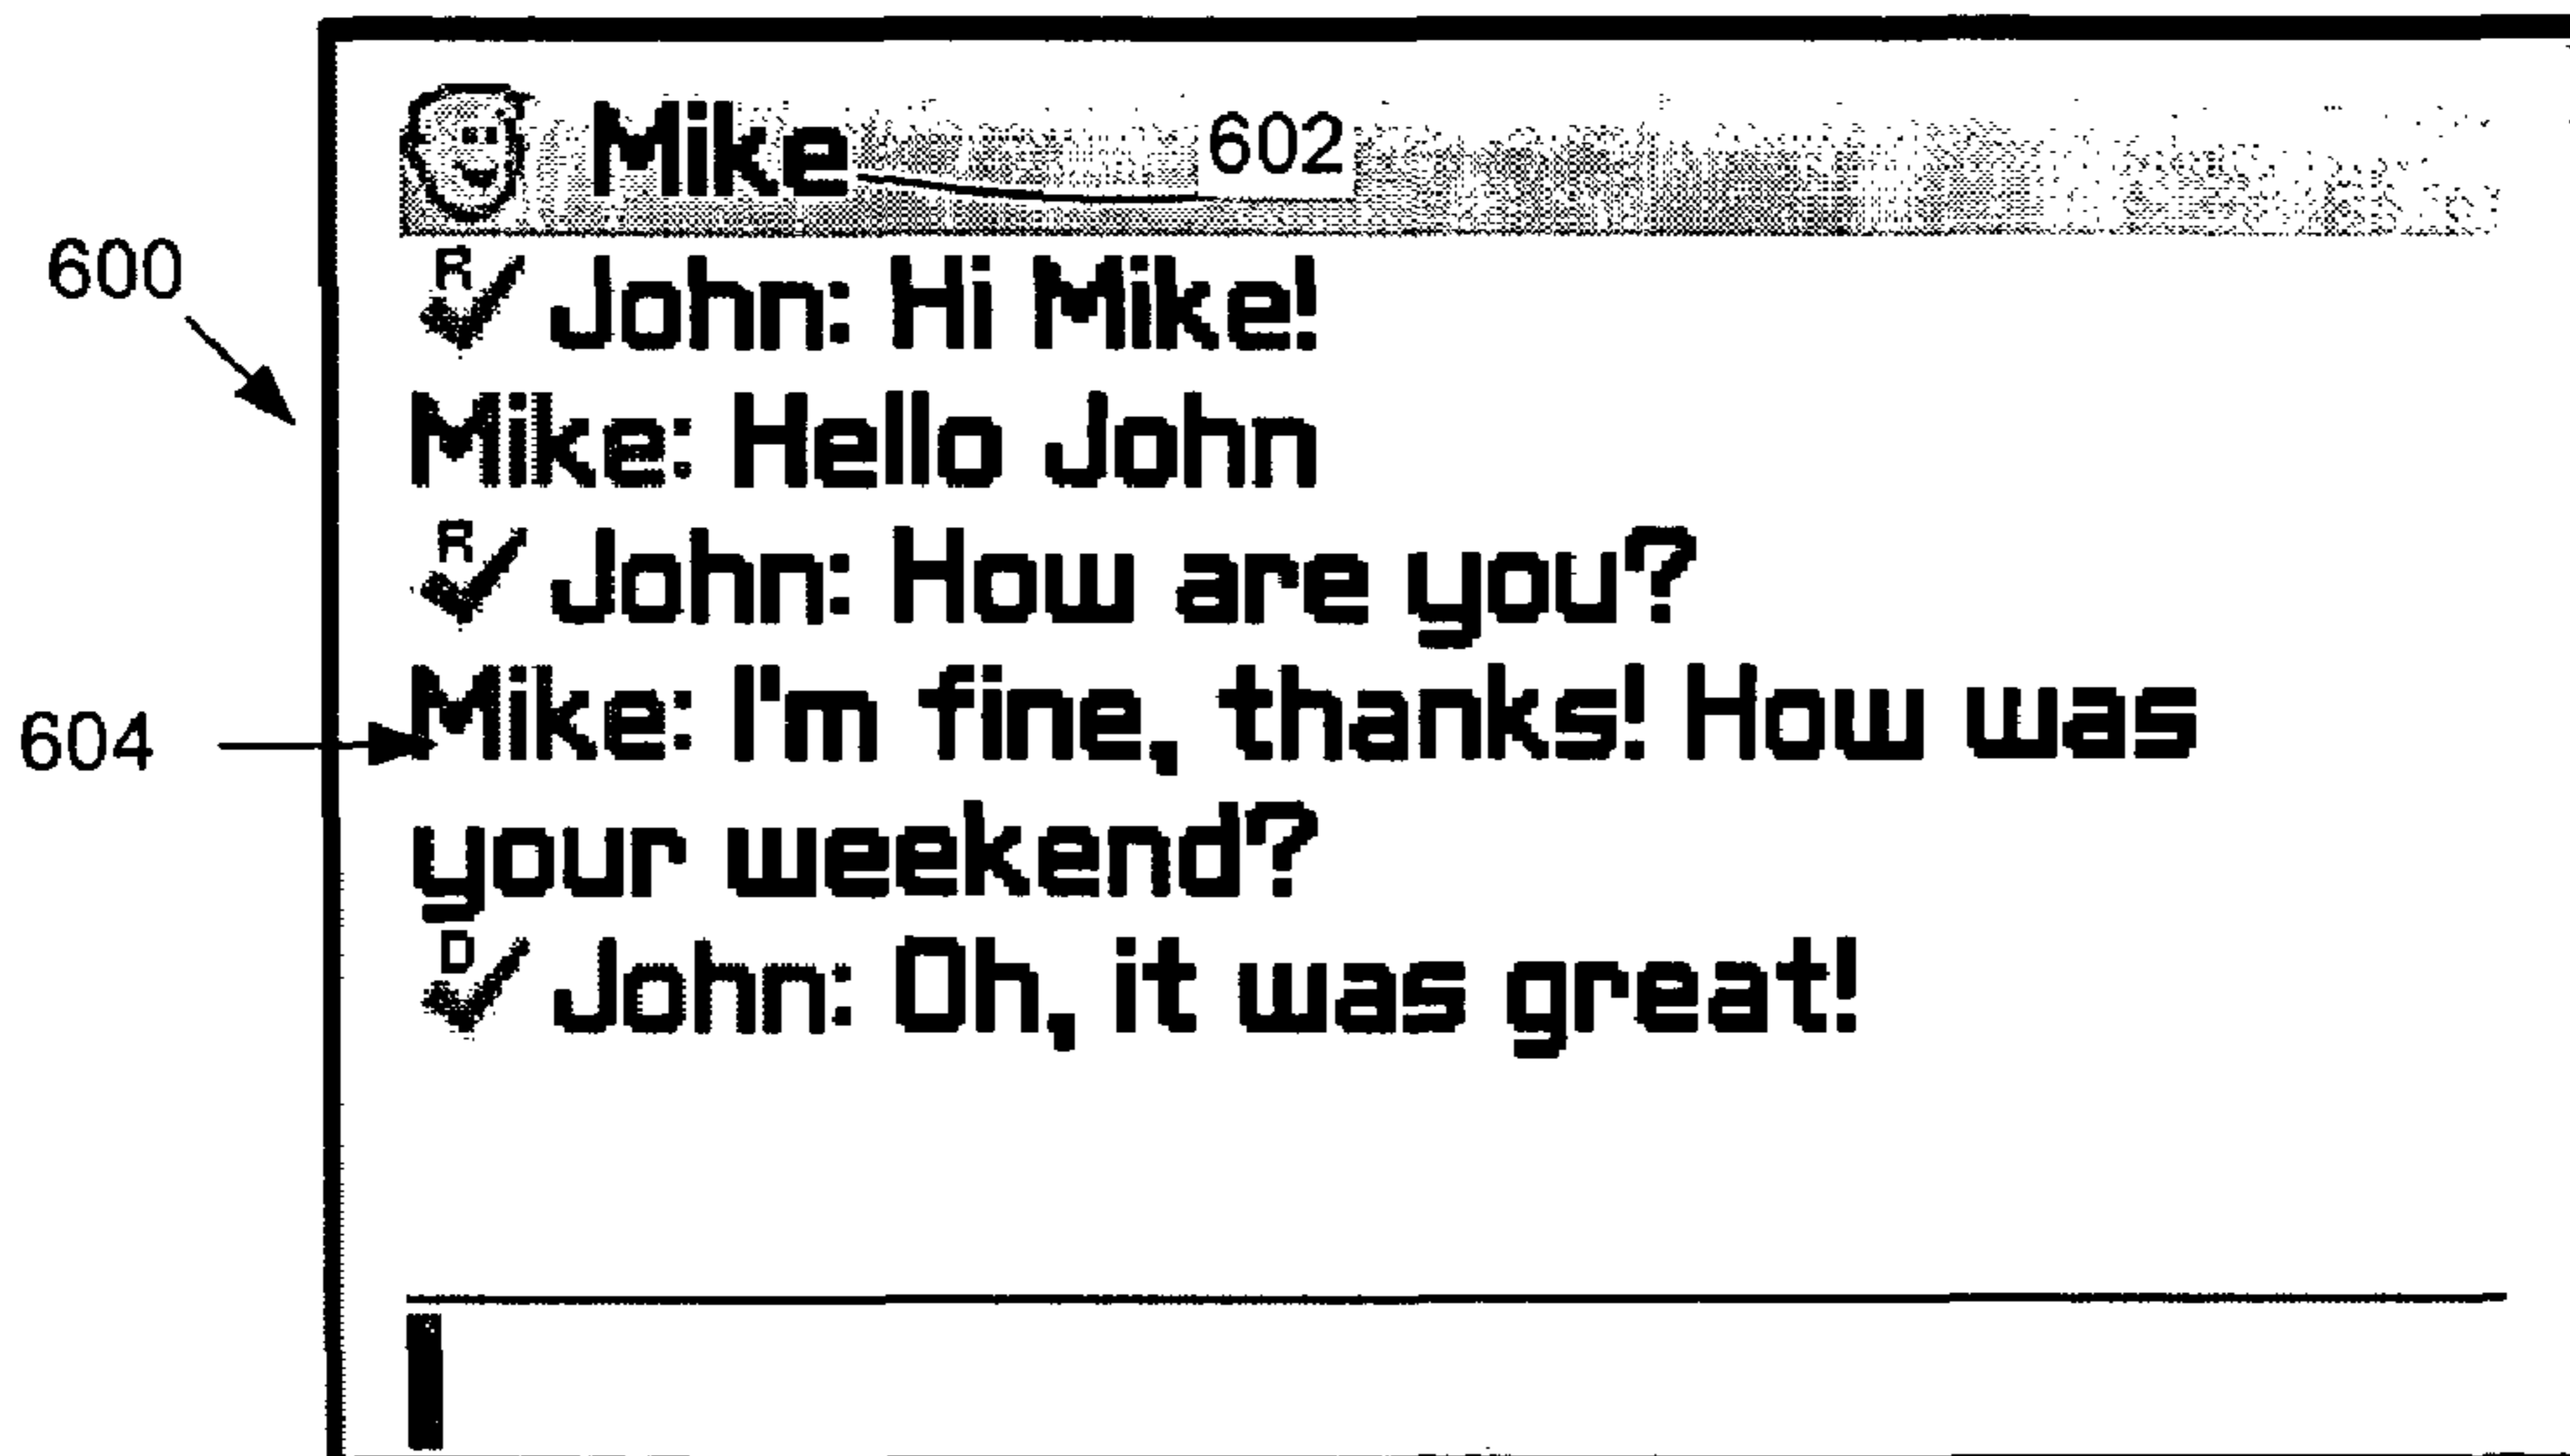 Mike 602
600
R John: Hi Mike!
Mike: Hello John
R John: How are you?
604 Mike: I'm fine, thanks! How was
your weekend?
D John: Oh, it was great!